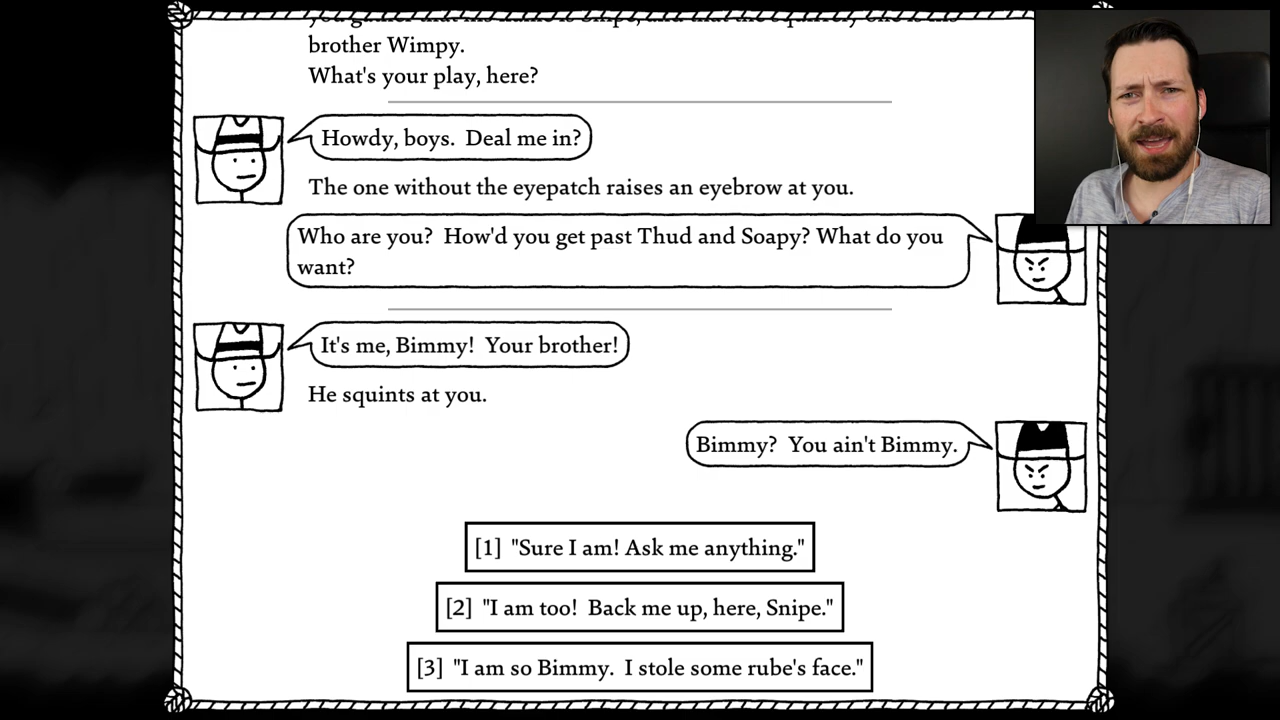 brother Wimpy.
What's your play, here?
Howdy, boys.  Deal me in?
The one without the eyepatch raises an eyebrow at you.
Who are you?  How'd you get past Thud and Soapy? What do you
want?
It's me, Bimmy!  Your brother!
He squints at you.
Bimmy?  You ain't Bimmy.
[1] "Sure I am! Ask me anything."
[2] "I am too!  Back me up, here, Snipe."
[3] "I am so Bimmy.  I stole some rube's face."